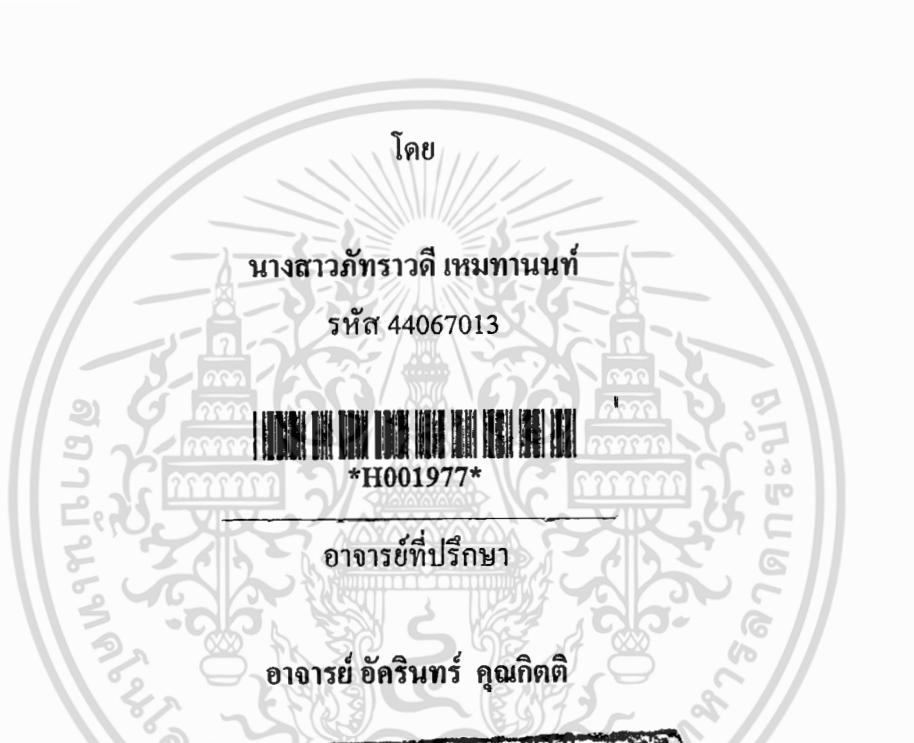 โดย
นางสาวภัทราวดี เหมทานนท์
รหัส 44067013
*H001977*
อาจารย์ที่ปรึกษา
อาจารย์ อัครินทร์ คุณกิตติ